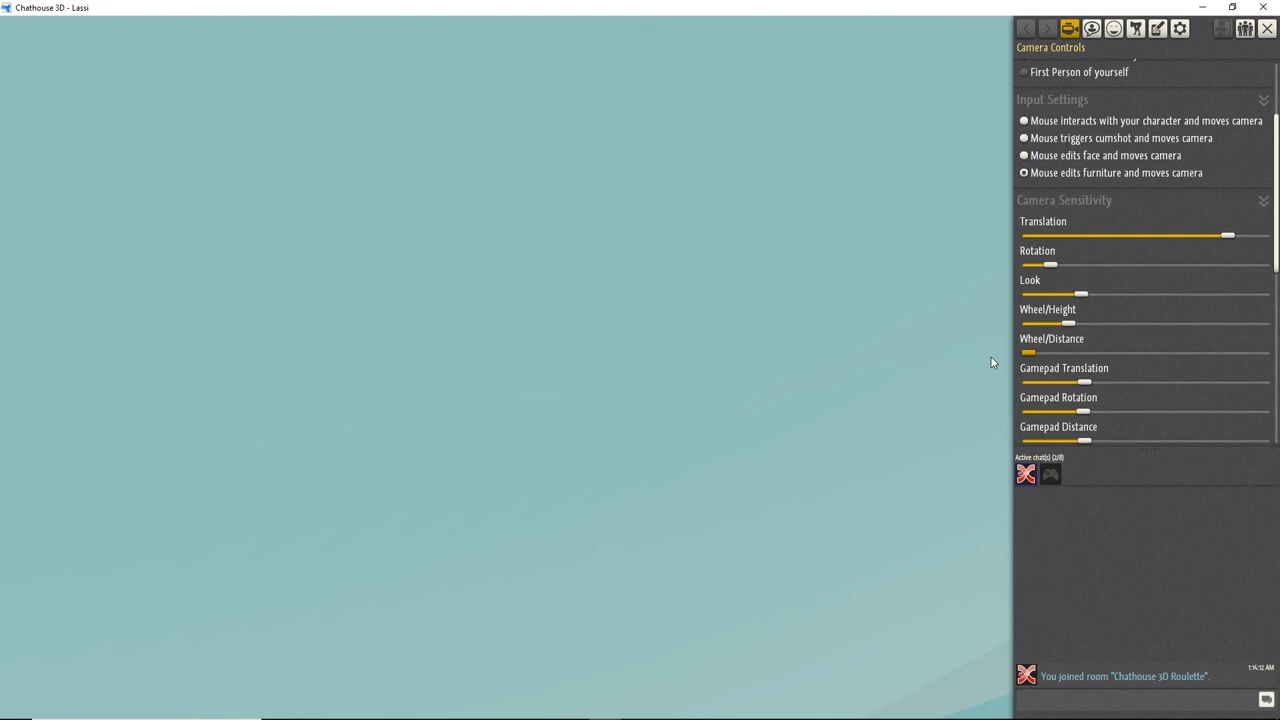 Chathouse 3D - Lassi
Camera Controls
First Person of yourself
Input Settings
Mouse interacts with your character and moves camera
Mouse triggers cumshot and moves camera
Mouse edits face and moves camera
Mouse edits furniture and moves camera
Camera Sensitivity
Translation
Rotation
Look
Wheel/Height
Wheel/Distance
Gamepad Translation
Gamepad Rotation
Gamepad Distance
Active chat(s) (2/8)
1:14:12 AM
You joined room "Chathouse 3D Roulette".